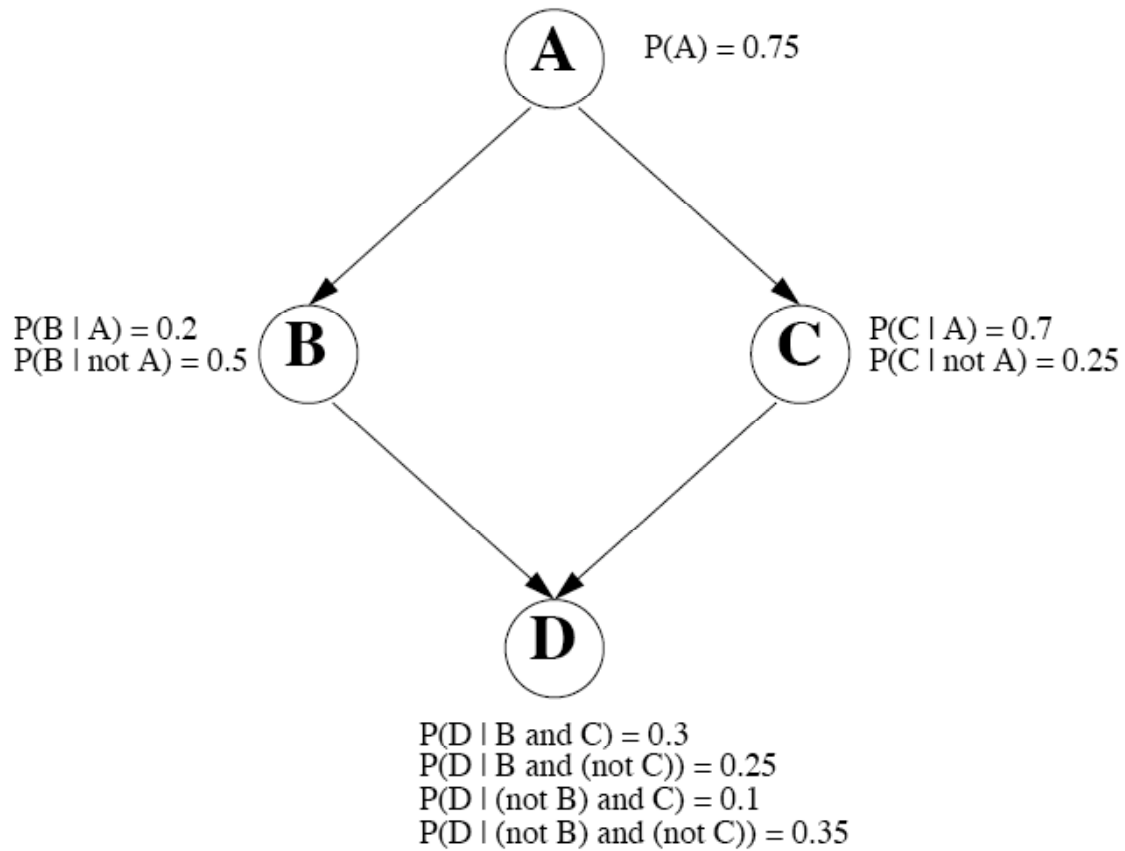 A
P(A) = 0.75
P(B | A) = 0.2
P(B | not A) = 0.5
B
C
P(C | A) = 0.7
P(C | not A) = 0.25
D
P(D | B and C) = 0.3
P(D | B and (not C)) = 0.25
P(D | (not B) and C) = 0.1
P(D | (not B) and (not C)) = 0.35